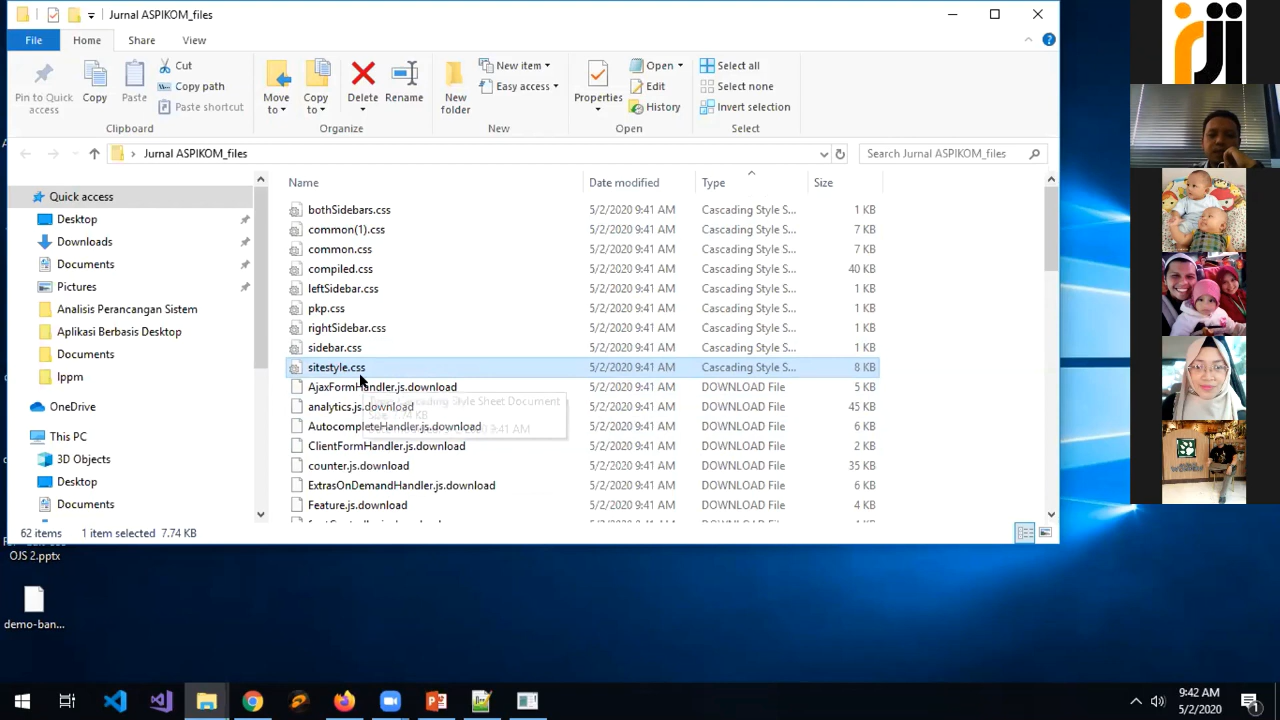 Jurnal ASPIKOM_files
File
Home
Share
View
Pin to Quick access
Copy
Paste
Cut
Copy path
Paste shortcut
Clipboard
Move to
Copy to
Delete
Rename
Organize
New folder
New item
Easy access
New
Properties
Open
Edit
History
Open
Select all
Select none
Invert selection
Select
Jurnal ASPIKOM_files
Search Jurnal ASPIKOM_files
Quick access
Desktop
Downloads
Documents
Pictures
Analisis Perancangan Sistem
Aplikasi Berbasis Desktop
Documents
lppm
OneDrive
This PC
3D Objects
Desktop
Documents
Name Date modified Type Size
bothSidebars.css 5/2/2020 9:41 AM Cascading Style S... 1 KB
common(1).css 5/2/2020 9:41 AM Cascading Style S... 7 KB
common.css 5/2/2020 9:41 AM Cascading Style S... 7 KB
compiled.css 5/2/2020 9:41 AM Cascading Style S... 40 KB
leftSidebar.css 5/2/2020 9:41 AM Cascading Style S... 1 KB
pkp.css 5/2/2020 9:41 AM Cascading Style S... 1 KB
rightSidebar.css 5/2/2020 9:41 AM Cascading Style S... 1 KB
sidebar.css 5/2/2020 9:41 AM Cascading Style S... 1 KB
sitestyle.css 5/2/2020 9:41 AM Cascading Style S... 8 KB
AjaxFormHandler.js.download 5/2/2020 9:41 AM DOWNLOAD File 5 KB
analytics.js.download 5/2/2020 9:41 AM DOWNLOAD File 45 KB
AutocompleteHandler.js.download 5/2/2020 9:41 AM DOWNLOAD File 6 KB
ClientFormHandler.js.download 5/2/2020 9:41 AM DOWNLOAD File 2 KB
counter.js.download 5/2/2020 9:41 AM DOWNLOAD File 35 KB
ExtrasOnDemandHandler.js.download 5/2/2020 9:41 AM DOWNLOAD File 6 KB
Feature.js.download 5/2/2020 9:41 AM DOWNLOAD File 4 KB
62 items 1 item selected 7.74 KB
OJS 2.pptx
demo-ban...
9:42 AM
5/2/2020
1
rji